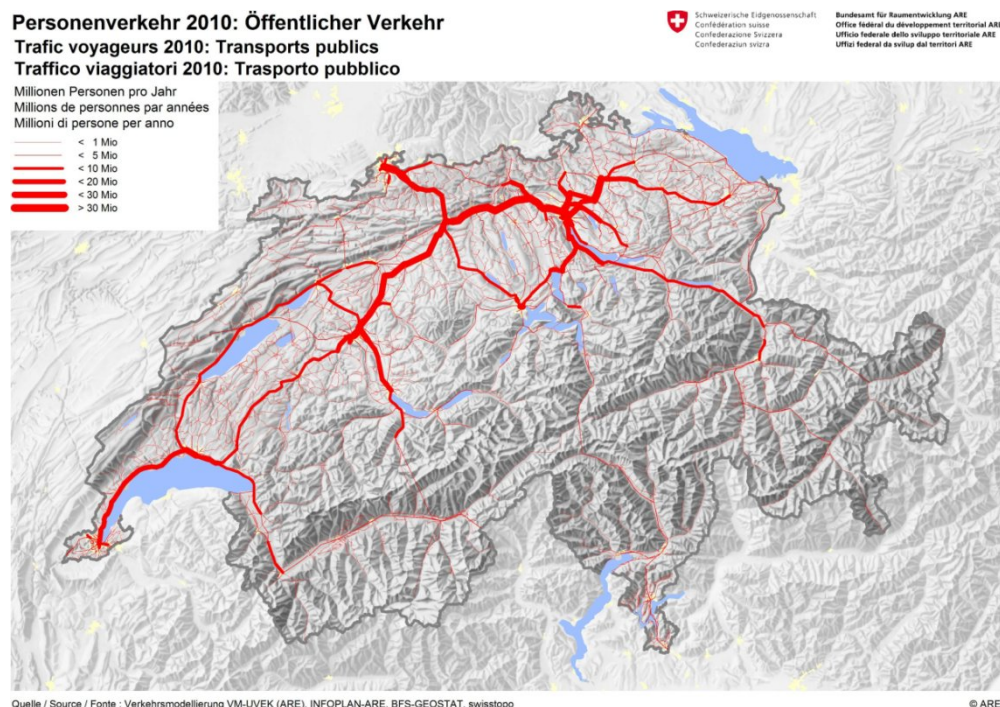 Personenverkehr 2010: Öffentlicher Verkehr
Trafic voyageurs 2010: Transports publics
Traffico viaggiatori 2010: Trasporto pubblico
Schweizerische Eidgenossenschaft
Confédération suisse
Confederazione Svizzera
Confederaziun svizra
Bundesamt für Raumentwicklung ARE
Office fédéral du développement territorial ARE
Ufficio federale dello sviluppo territoriale ARE
Uffizi federal da svilup dal territori ARE
Millionen Personen pro Jahr
Millions de personnes par années
Millioni di persone per anno
< 1 Mio
< 5 Mio
< 10 Mio
< 20 Mio
< 30 Mio
> 30 Mio
Quelle / Source / Fonte : Verkehrsmodellierung VM-UVEK (ARE), INFOPLAN-ARE, BFS-GEOSTAT, swisstopo
© ARE